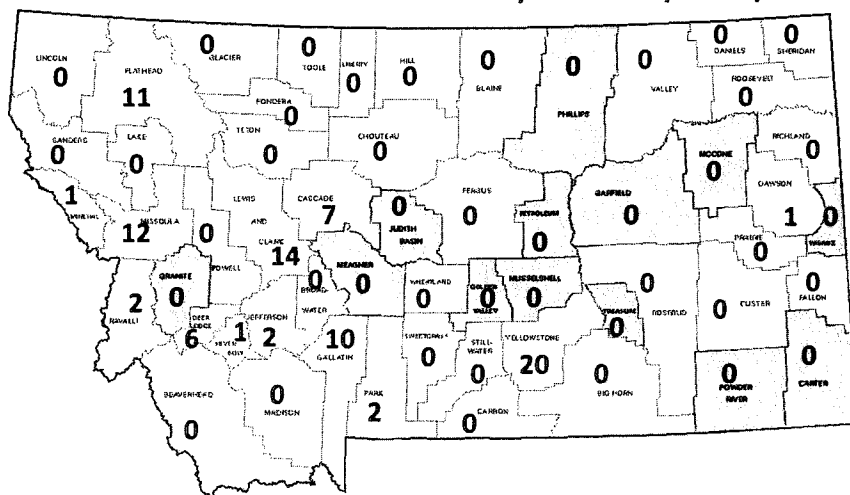 LINCOLN
0
FLATHEAD
11
0
GLACIER
0
TOOLE
LIBERTY
0
HILL
0
0
BLAINE
0
PHILLIPS
0
VALLEY
0
DANIELS
0
SHERIDAN
ROOSEVELT
0
PONDERA
0
SANDERS
0
LAKE
0
TETON
0
CHOUTEAU
0
MCCONE
0
RICHLAND
0
1
MINERAL
MISSOULA
12
0
POWELL
LEWIS
AND
CLARK
14
CASCADE
7
0
JUDITH
BASIN
FERGUS
0
PETROLEUM
0
GARFIELD
0
DAWSON
1
0
WIBAUX
PRAIRIE
0
2
RAVALLI
GRANITE
0
DEER
LODGE
6
SILVER
BOW
1
JEFFERSON
2
0
BROAD
WATER
MEAGHER
0
WHEATLAND
0
GOLDEN
0
VALLEY
MUSSELSHELL
0
TREASURE
0
0
ROSEBUD
0
CUSTER
0
FALLON
10
GALLATIN
SWEETGRASS
0
STILL-
WATER
0
YELLOWSTONE
20
0
BIG HORN
0
POWDER
RIVER
0
CARTER
BEAVERHEAD
0
0
MADISON
PARK
2
0
CARBON